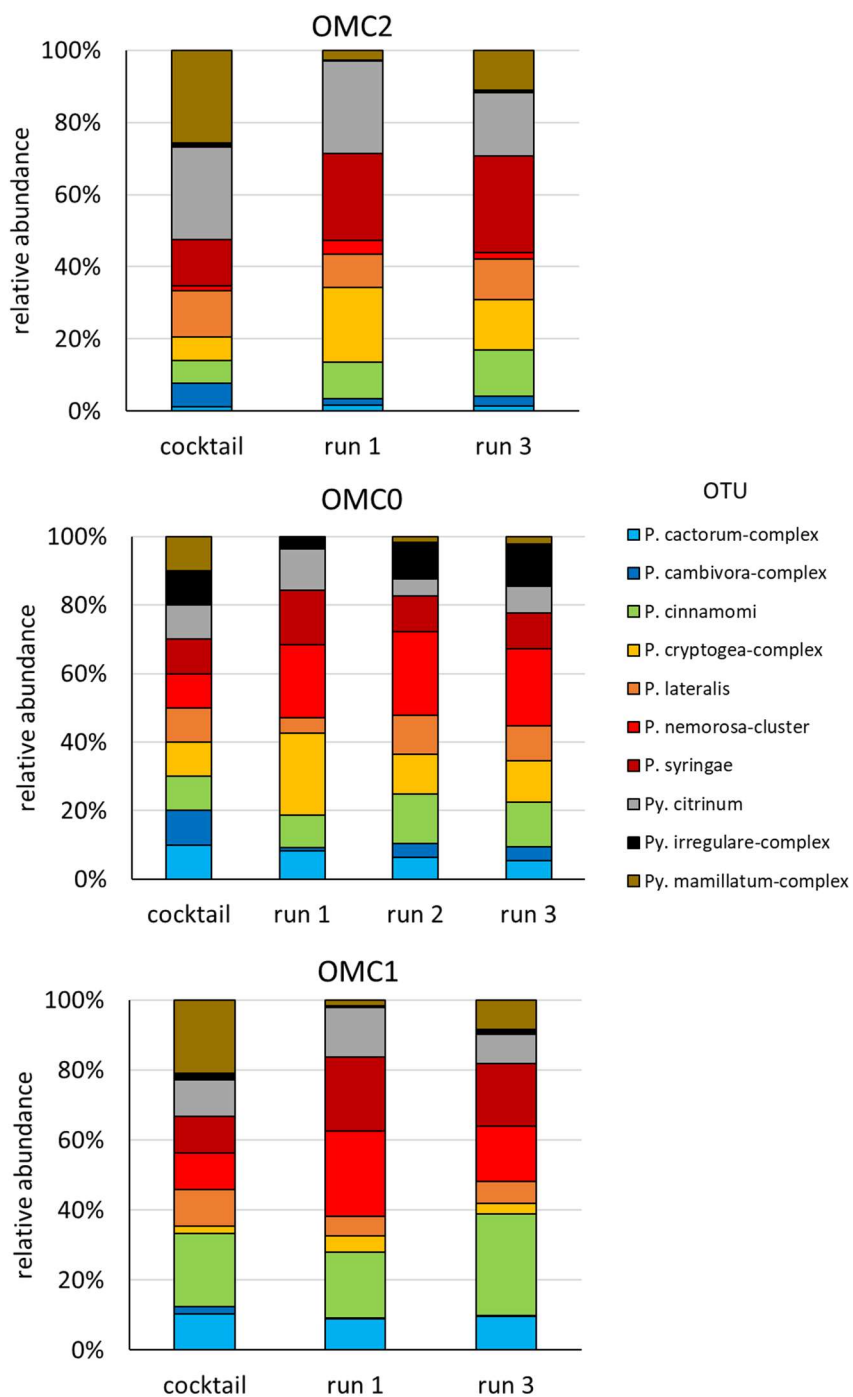 OMC2
100%
80%
60%
40%
20%
0%
relative abundance
cocktail run 1 run 3
OMC0
100%
80%
60%
40%
20%
0%
relative abundance
cocktail run 1 run 2 run 3
OTU
P. cactorum-complex
P. cambivora-complex
P. cinnamomi
P. cryptogea-complex
P. lateralis
P. nemorosa-cluster
P. syringae
Py. citrinum
Py. irregulare-complex
Py. mamillatum-complex
OMC1
100%
80%
60%
40%
20%
0%
relative abundance
cocktail run 1 run 3